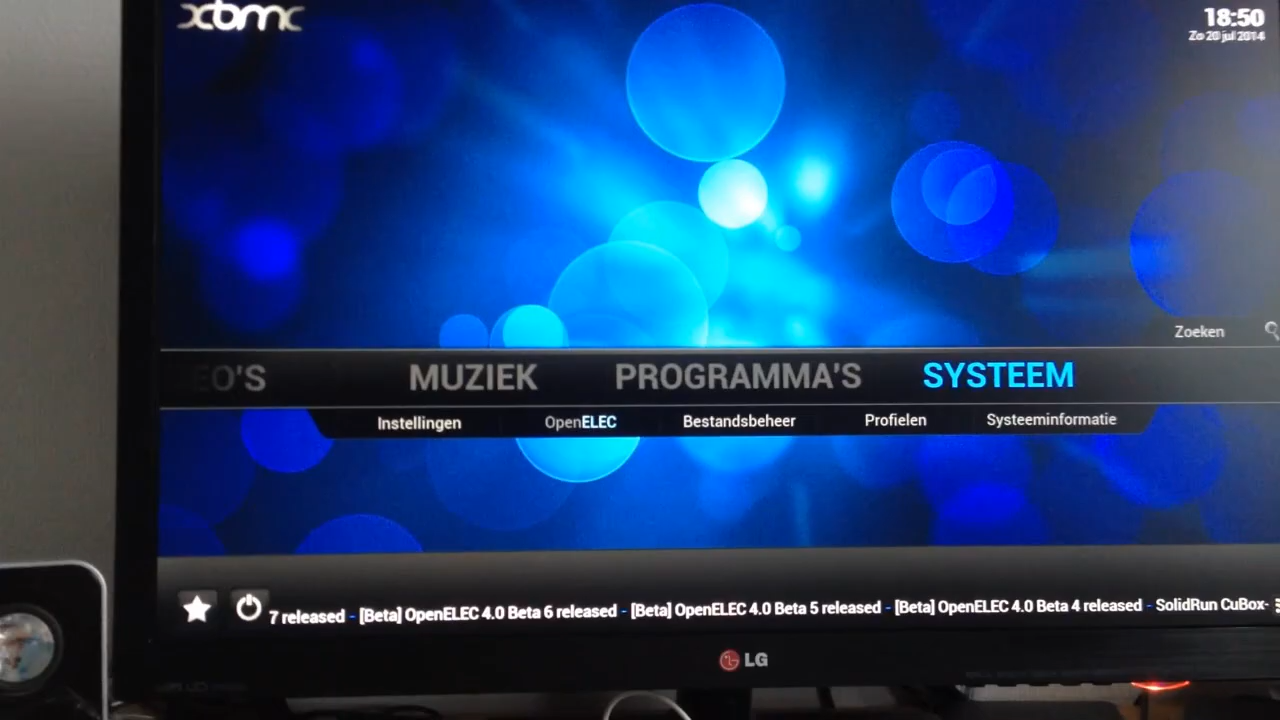 xbmc
18:50
Zo 20 jul 2014
Zoeken
EO'S MUZIEK PROGRAMMA'S SYSTEEM
Instellingen OpenELEC Bestandsbeheer Profielen Systeeminformatie
7 released - [Beta] OpenELEC 4.0 Beta 6 released - [Beta] OpenELEC 4.0 Beta 5 released - [Beta] OpenELEC 4.0 Beta 4 released - SolidRun CuBox-
LG